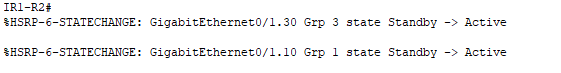 IR1-R2#
%HSRP-6-STATECHANGE: GigabitEthernet0/1.30 Grp 3 state Standby -> Active
%HSRP-6-STATECHANGE: GigabitEthernet0/1.10 Grp 1 state Standby -> Active